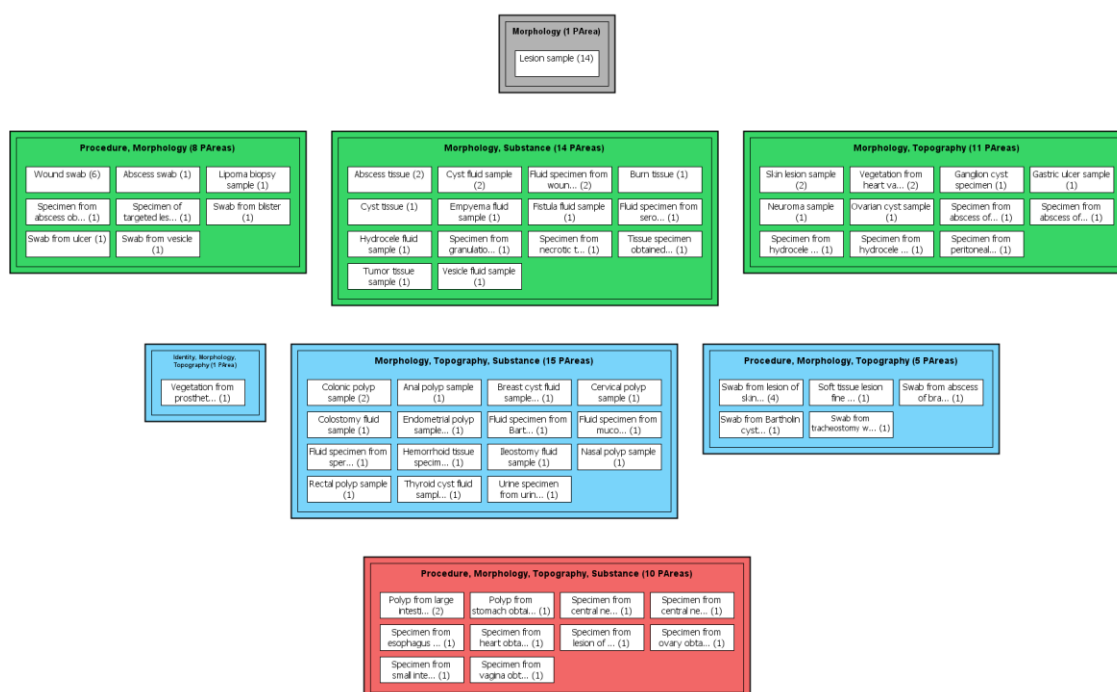 Morphology (1 PArea)
Lesion sample (14)
Procedure, Morphology (8 PAreas)
Wound swab (6)
Abscess swab (1)
Lipoma biopsy
sample (1)
Specimen from
abscess ob... (1)
Specimen of
targeted les... (1)
Swab from blister
(1)
Swab from ulcer (1)
Swab from vesicle
(1)
Morphology, Substance (14 PAreas)
Abscess tissue (2)
Cyst fluid sample
(2)
Fluid specimen from
woun... (2)
Burn tissue (1)
Cyst tissue (1)
Empyema fluid
sample (1)
Fistula fluid sample
(1)
Fluid specimen from
sero... (1)
Hydrocele fluid
sample (1)
Specimen from
granulatio... (1)
Specimen from
necrotic t... (1)
Tissue specimen
obtained... (1)
Tumor tissue
sample (1)
Vesicle fluid sample
(1)
Morphology, Topography (11 PAreas)
Skin lesion sample
(2)
Vegetation from
heart va... (2)
Ganglion cyst
specimen (1)
Gastric ulcer sample
(1)
Neuroma sample
(1)
Ovarian cyst sample
(1)
Specimen from
abscess of... (1)
Specimen from
abscess of... (1)
Specimen from
hydrocele ... (1)
Specimen from
hydrocele ... (1)
Specimen from
peritoneal... (1)
Identity, Morphology,
Topography (1 PArea)
Vegetation from
prosthet... (1)
Morphology, Topography, Substance (15 PAreas)
Colonic polyp
sample (2)
Anal polyp sample
(1)
Breast cyst fluid
sample... (1)
Cervical polyp
sample (1)
Colostomy fluid
sample (1)
Endometrial polyp
sample... (1)
Fluid specimen from
Bart... (1)
Fluid specimen from
muco... (1)
Fluid specimen from
sper... (1)
Hemorrhoid tissue
specim... (1)
Ileostomy fluid
sample (1)
Nasal polyp sample
(1)
Rectal polyp sample
(1)
Thyroid cyst fluid
sampl... (1)
Urine specimen
from urin... (1)
Procedure, Morphology, Topography (5 PAreas)
Swab from lesion of
skin... (4)
Soft tissue lesion
fine ... (1)
Swab from abscess
of bra... (1)
Swab from Bartholin
cyst... (1)
Swab from
tracheostomy w... (1)
Procedure, Morphology, Topography, Substance (10 PAreas)
Polyp from large
intesti... (2)
Polyp from
stomach obtai... (1)
Specimen from
central ne... (1)
Specimen from
central ne... (1)
Specimen from
esophagus ... (1)
Specimen from
heart obta... (1)
Specimen from
lesion of ... (1)
Specimen from
ovary obta... (1)
Specimen from
small inte... (1)
Specimen from
vagina obt... (1)